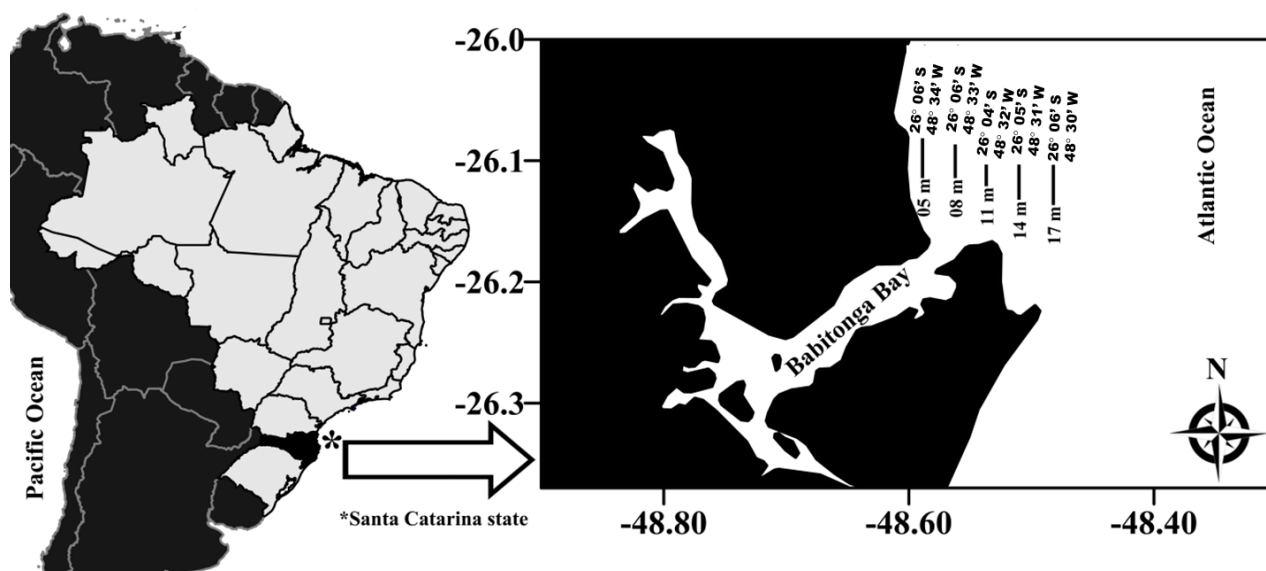 Pacific Ocean
*
*Santa Catarina state
-26.0
-26.1
-26.2
-26.3
-48.80
-48.60
-48.40
05 m
26° 06' S
48° 34' W
08 m
26° 06' S
48° 33' W
11 m
26° 04' S
48° 32' W
14 m
26° 05' S
48° 31' W
17 m
26° 06' S
48° 30' W
Babitonga Bay
Atlantic Ocean
N